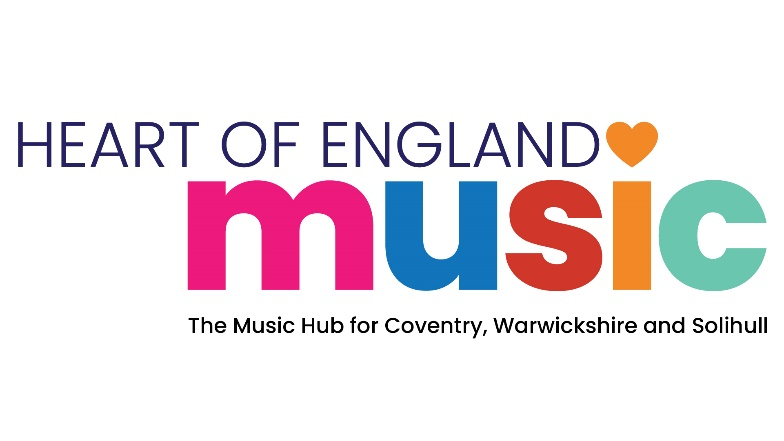 HEART OF ENGLAND
music
The Music Hub for Coventry, Warwickshire and Solihull